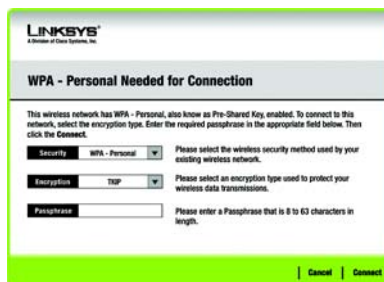 LINKSYS®
A Division of Cisco Systems, Inc.
WPA - Personal Needed for Connection
This wireless network has WPA - Personal, also know as Pre-Shared Key, enabled. To connect to this
network, select the encryption type. Enter the required passphrase in the appropriate field below. Then
click the Connect.
Security WPA - Personal Please select the wireless security method used by your
existing wireless network.
Encryption TKIP Please select an encryption type used to protect your
wireless data transmissions.
Passphrase Please enter a Passphrase that is 8 to 63 characters in
length.
Cancel Connect